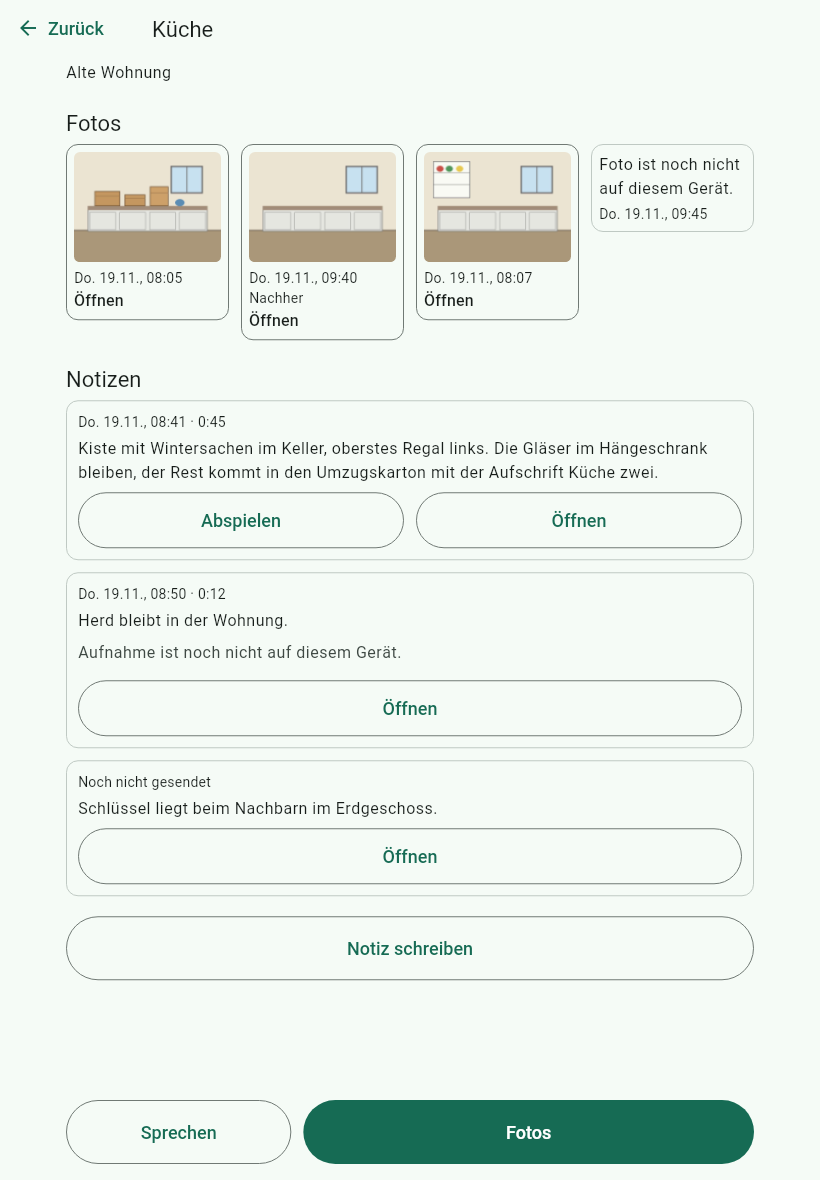 Zurück
Küche
Alte Wohnung
Fotos
Do. 19.11., 08:05
Öffnen
Do. 19.11., 09:40
Nachher
Öffnen
Do. 19.11., 08:07
Öffnen
Foto ist noch nicht
auf diesem Gerät.
Do. 19.11., 09:45
Notizen
Do. 19.11., 08:41 · 0:45
Kiste mit Wintersachen im Keller, oberstes Regal links. Die Gläser im Hängeschrank
bleiben, der Rest kommt in den Umzugskarton mit der Aufschrift Küche zwei.
Abspielen
Öffnen
Do. 19.11., 08:50 · 0:12
Herd bleibt in der Wohnung.
Aufnahme ist noch nicht auf diesem Gerät.
Öffnen
Noch nicht gesendet
Schlüssel liegt beim Nachbarn im Erdgeschoss.
Öffnen
Notiz schreiben
Sprechen
Fotos